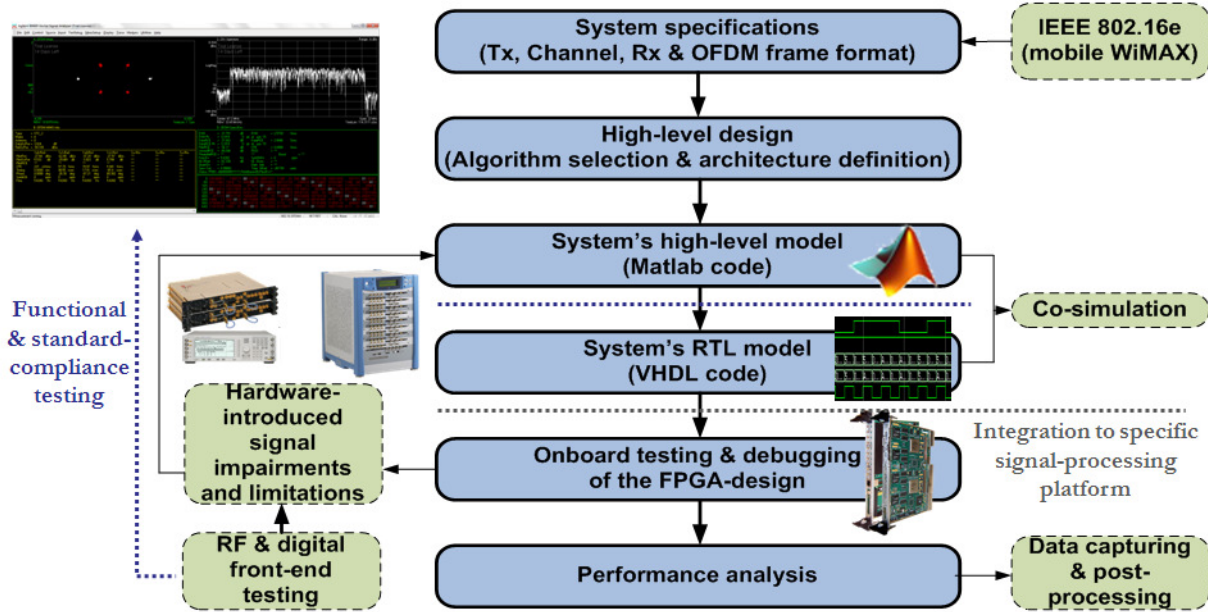 System specifications
(Tx, Channel, Rx & OFDM frame format)
IEEE 802.16e
(mobile WiMAX)
High-level design
(Algorithm selection & architecture definition)
System's high-level model
(Matlab code)
Co-simulation
System's RTL model
(VHDL code)
Functional
& standard-
compliance
testing
Hardware-
introduced
signal
impairments
and limitations
Onboard testing & debugging
of the FPGA-design
Integration to specific
signal-processing
platform
RF & digital
front-end
testing
Performance analysis
Data capturing
& post-
processing